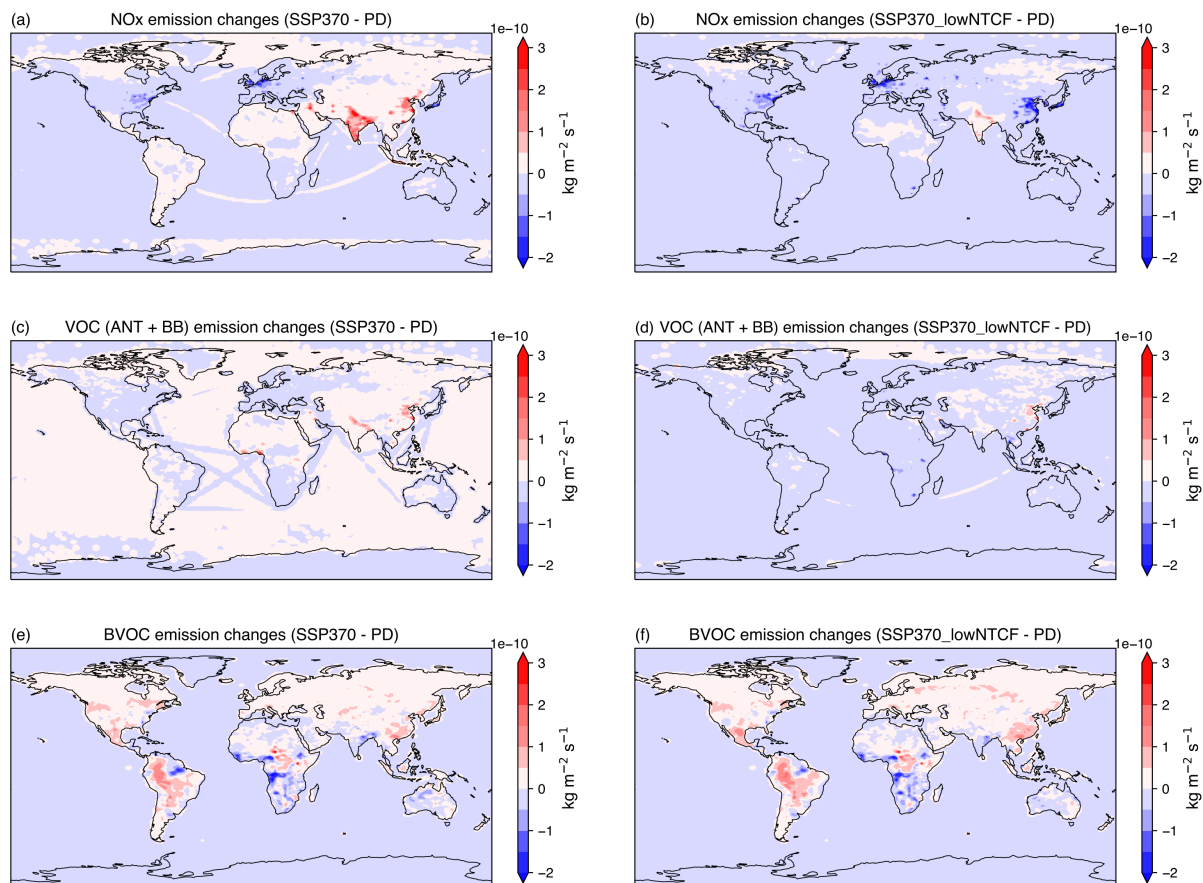 (a) NOx emission changes (SSP370 - PD)
1e−10
3
2
1
0
−1
−2
kg m−2 s−1
(b) NOx emission changes (SSP370_lowNTCF - PD)
1e−10
3
2
1
0
−1
−2
kg m−2 s−1
(c) VOC (ANT + BB) emission changes (SSP370 - PD)
1e−10
3
2
1
0
−1
−2
kg m−2 s−1
(d) VOC (ANT + BB) emission changes (SSP370_lowNTCF - PD)
1e−10
3
2
1
0
−1
−2
kg m−2 s−1
(e) BVOC emission changes (SSP370 - PD)
1e−10
3
2
1
0
−1
−2
kg m−2 s−1
(f) BVOC emission changes (SSP370_lowNTCF - PD)
1e−10
3
2
1
0
−1
−2
kg m−2 s−1